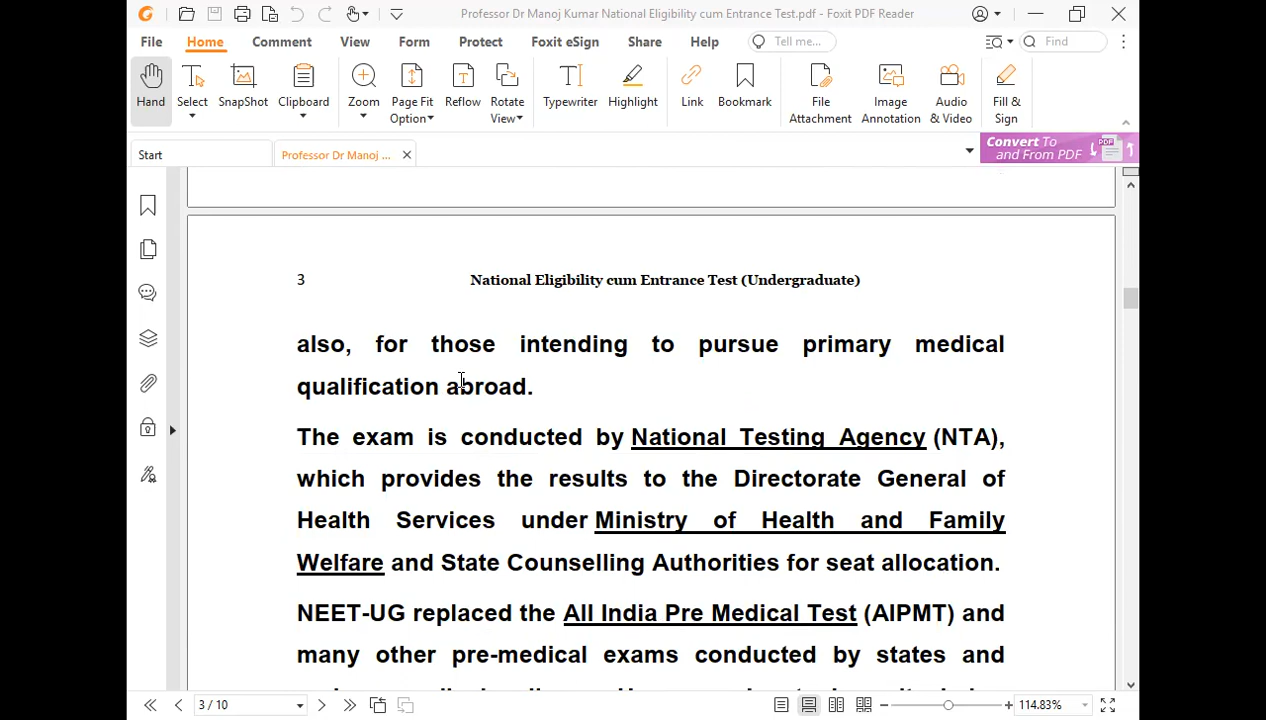 Professor Dr Manoj Kumar National Eligibility cum Entrance Test.pdf - Foxit PDF Reader
File Home Comment View Form Protect Foxit eSign Share Help Tell me... Find
Hand Select SnapShot Clipboard Zoom Page Fit Option Reflow Rotate View Typewriter Highlight Link Bookmark File Attachment Image Annotation Audio & Video Fill & Sign
Start Professor Dr Manoj ...
Convert To
and From PDF
PDF
3 National Eligibility cum Entrance Test (Undergraduate)
also, for those intending to pursue primary medical
qualification abroad.
The exam is conducted by National Testing Agency (NTA),
which provides the results to the Directorate General of
Health Services under Ministry of Health and Family
Welfare and State Counselling Authorities for seat allocation.
NEET-UG replaced the All India Pre Medical Test (AIPMT) and
many other pre-medical exams conducted by states and
3 / 10 114.83%